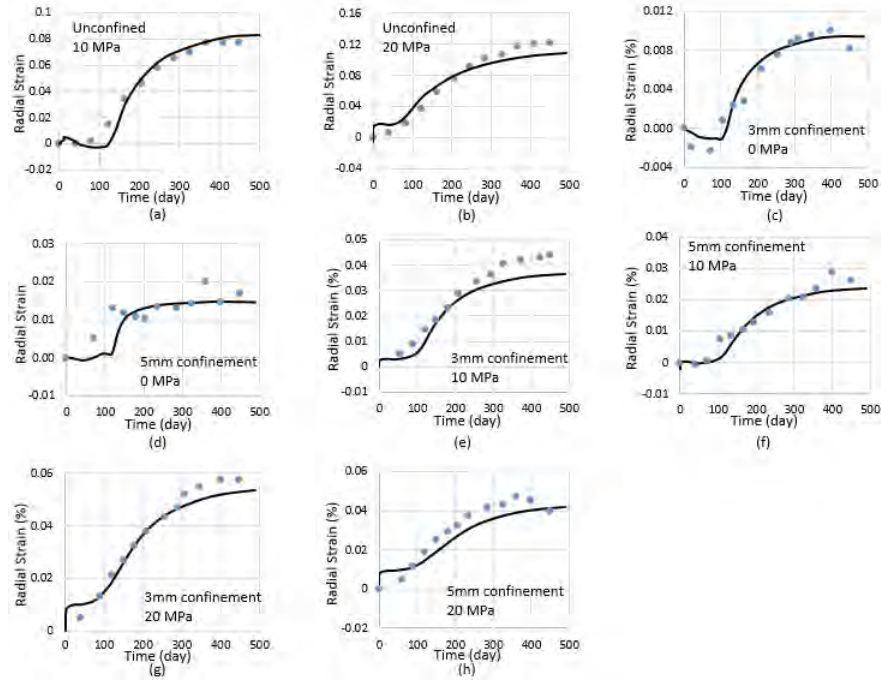 0.1
0.08
0.06
0.04
0.02
0
-0.02
Radial Strain
Unconfined
10 MPa
0 100 200 300 400 500
Time (day)
(a)
0.16
0.12
0.08
0.04
0.00
-0.04
Radial Strain
Unconfined
20 MPa
0 100 200 300 400 500
Time (day)
(b)
0.012
0.008
0.004
0.000
-0.004
Radial Strain (%)
3mm confinement
0 MPa
0 100 200 300 400 500
Time (day)
(c)
0.03
0.02
0.01
0.00
-0.01
Radial Strain
5mm confinement
0 MPa
0 100 200 300 400 500
Time (day)
(d)
0.05
0.04
0.03
0.02
0.01
0
-0.01
Radial Strain (%)
3mm confinement
10 MPa
0 100 200 300 400 500
Time (day)
(e)
0.04
0.03
0.02
0.01
0
-0.01
Radial Strain (%)
5mm confinement
10 MPa
0 100 200 300 400 500
Time (day)
(f)
0.06
0.04
0.02
0
Radial Strain (%)
3mm confinement
20 MPa
0 100 200 300 400 500
Time (day)
(g)
0.06
0.04
0.02
0
-0.02
Radial Strain (%)
5mm confinement
20 MPa
0 100 200 300 400 500
Time (day)
(h)